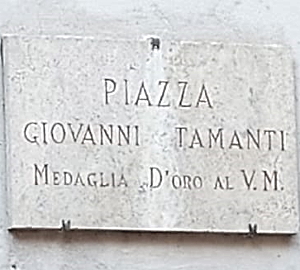 PIAZZA
GIOVANNI TAMANTI
MEDAGLIA D'ORO AL V.M.